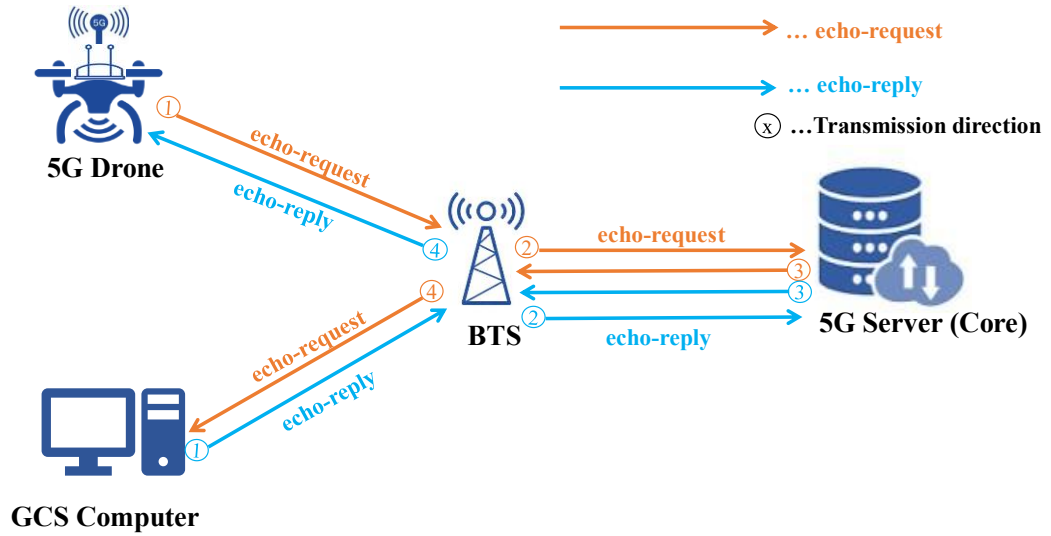 5G
... echo-request
... echo-reply
x ...Transmission direction
1
echo-request
5G Drone
echo-reply
4
2
echo-request
3
4
3
2
echo-reply
BTS
5G Server (Core)
echo-request
echo-reply
1
GCS Computer